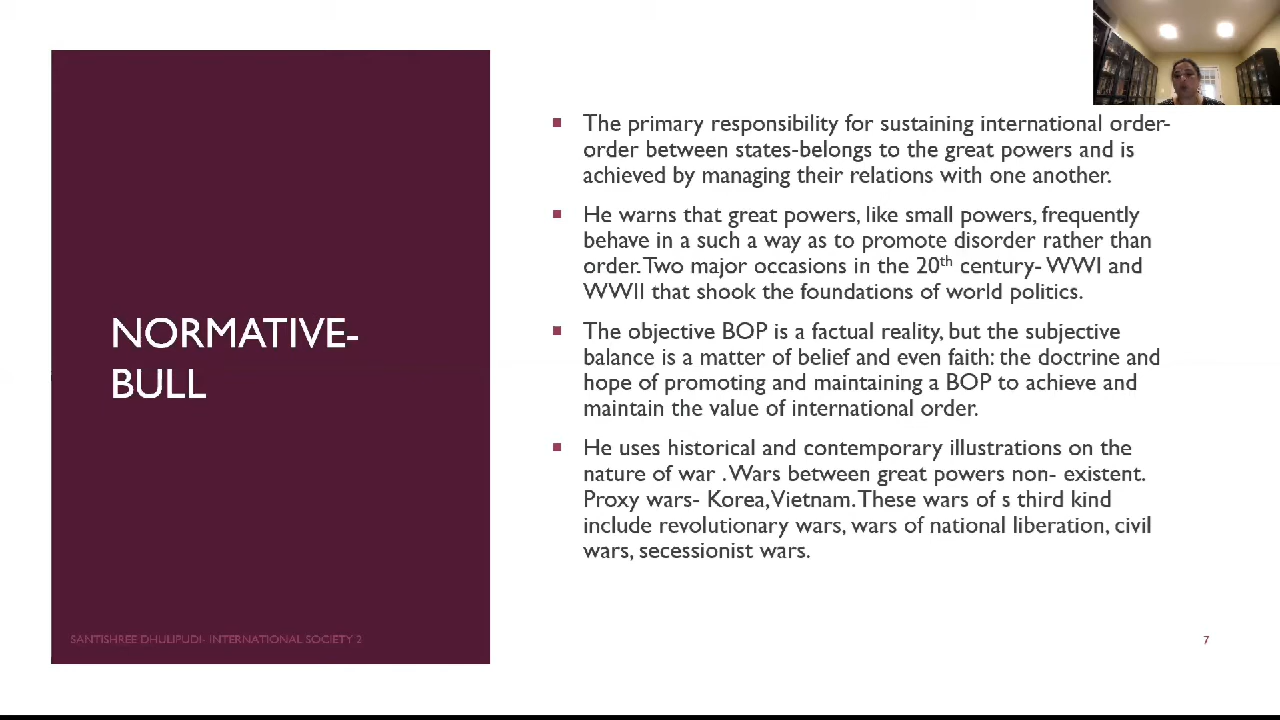 NORMATIVE-
BULL
The primary responsibility for sustaining international order-
order between states-belongs to the great powers and is
achieved by managing their relations with one another.
He warns that great powers, like small powers, frequently
behave in a such a way as to promote disorder rather than
order. Two major occasions in the 20th century- WWI and
WWII that shook the foundations of world politics.
The objective BOP is a factual reality, but the subjective
balance is a matter of belief and even faith: the doctrine and
hope of promoting and maintaining a BOP to achieve and
maintain the value of international order.
He uses historical and contemporary illustrations on the
nature of war . Wars between great powers non- existent.
Proxy wars- Korea, Vietnam. These wars of s third kind
include revolutionary wars, wars of national liberation, civil
wars, secessionist wars.
SANTISHREE DHULIPUDI- INTERNATIONAL SOCIETY 2
7